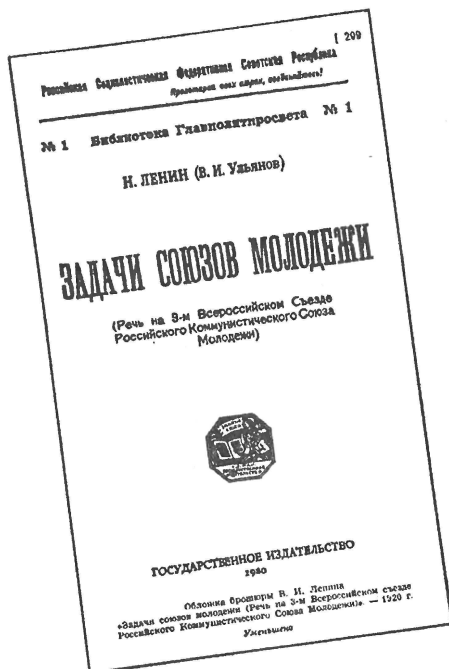 [ 299
Российская Социалистическая Федеративная Советская Республика
Пролетарии всех стран, соединяйтесь!
№ 1 Библиотека Главполитпросвета № 1
Н. ЛЕНИН (В. И. Ульянов)
ЗАДАЧИ СОЮЗОВ МОЛОДЕЖИ
(Речь на 3-м Всероссийском Съезде
Российского Коммунистического Союза
Молодежи)
ГОСУДАРСТВЕННОЕ ИЗДАТЕЛЬСТВО
1920
Обложка брошюры В. И. Ленина
«Задачи союзов молодежи (Речь на 3-м Всероссийском съезде
Российского Коммунистического Союза Молодежи)». — 1920 г.
Уменьшено